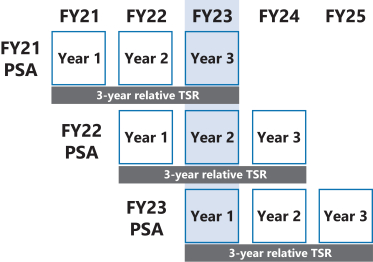 FY21 FY22 FY23 FY24 FY25
FY21 PSA Year 1 Year 2 Year 3
3-year relative TSR
FY22 PSA Year 1 Year 2 Year 3
3-year relative TSR
FY23 PSA Year 1 Year 2 Year 3
3-year relative TSR